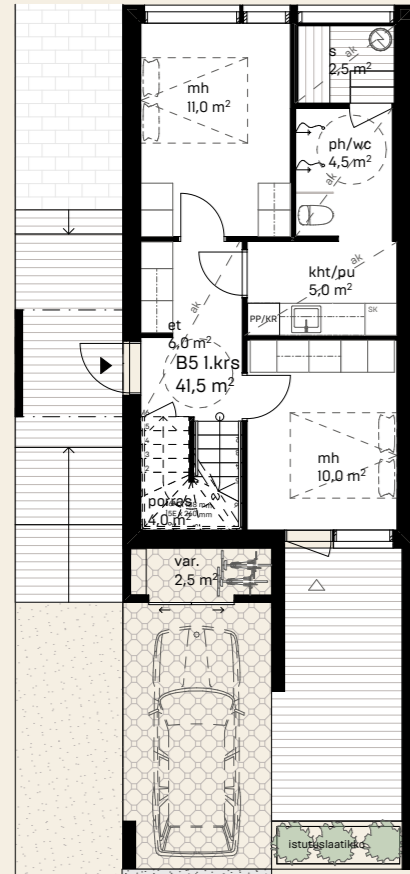 s
2,5 m²
ak
mh
11,0 m²
ph/wc
4,5 m²
ak
ak
kht/pu
5,0 m²
PP/KR
SK
et
6,0 m²
ak
B5 1.krs
41,5 m²
mh
10,0 m²
porras
4,0 m²
var.
2,5 m²
istutuslaatikko